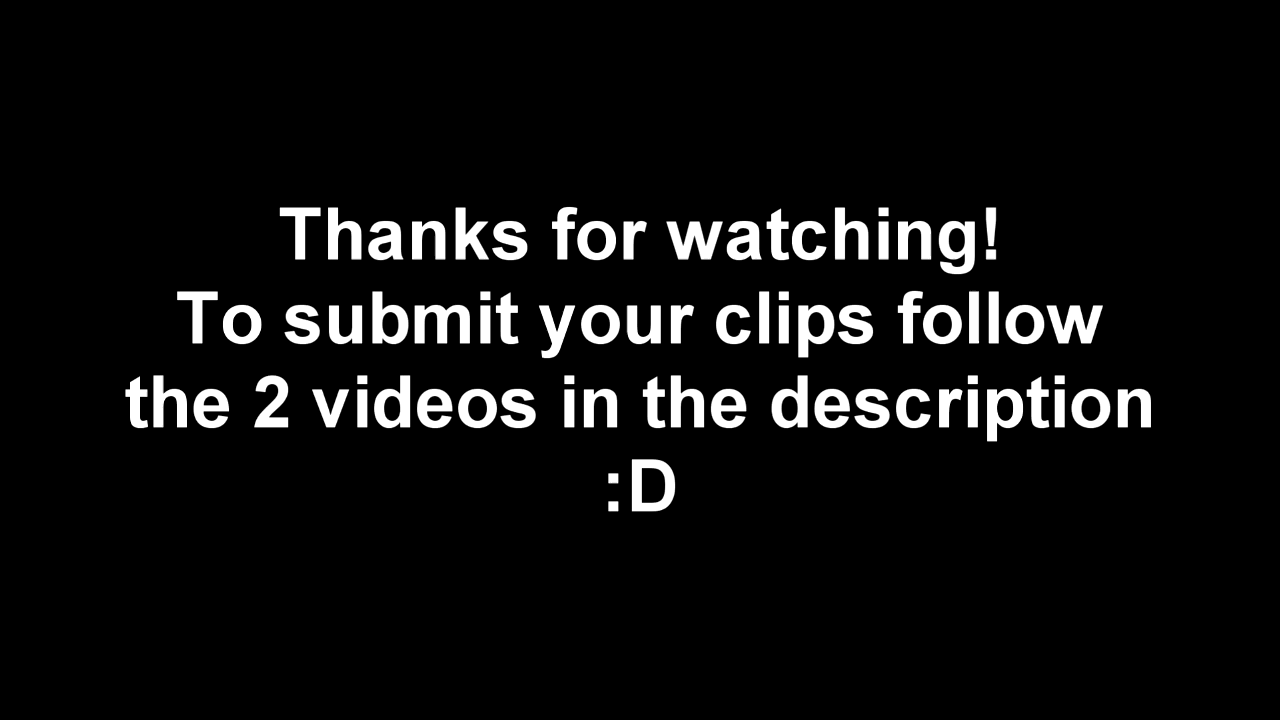 Thanks for watching!
To submit your clips follow
the 2 videos in the description
:D